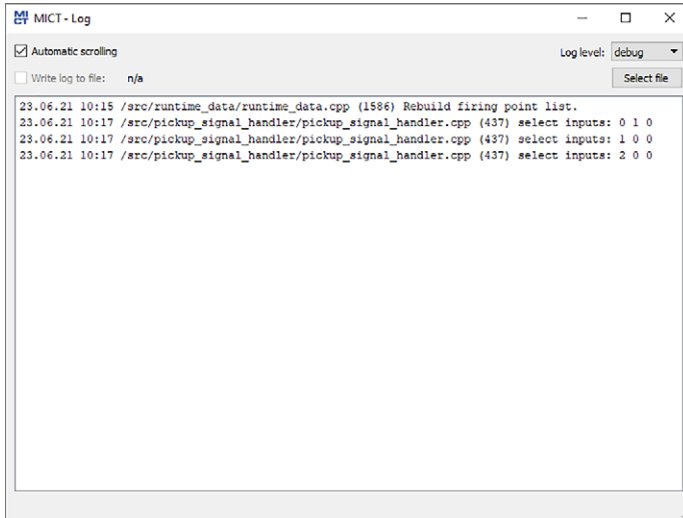 MICT MICT - Log
Automatic scrolling
Log level: debug
Write log to file: n/a
Select file
23.06.21 10:15 /src/runtime_data/runtime_data.cpp (1586) Rebuild firing point list.
23.06.21 10:17 /src/pickup_signal_handler/pickup_signal_handler.cpp (437) select inputs: 0 1 0
23.06.21 10:17 /src/pickup_signal_handler/pickup_signal_handler.cpp (437) select inputs: 1 0 0
23.06.21 10:17 /src/pickup_signal_handler/pickup_signal_handler.cpp (437) select inputs: 2 0 0